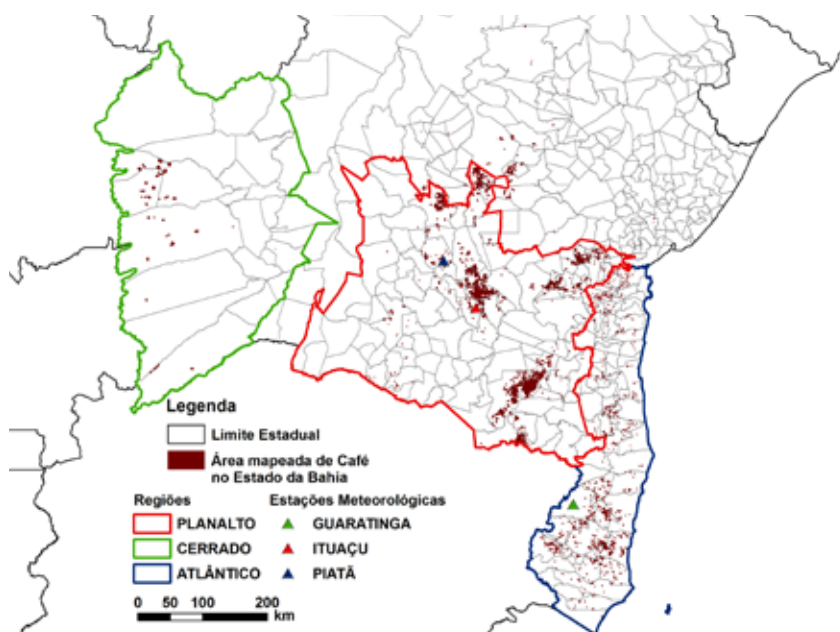 Legenda
Limite Estadual
Área mapeada de Café
no Estado da Bahia
Regiões
PLANALTO
CERRADO
ATLÂNTICO
Estações Meteorológicas
GUARATINGA
ITUAÇU
PIATÃ
0 50 100 200
km